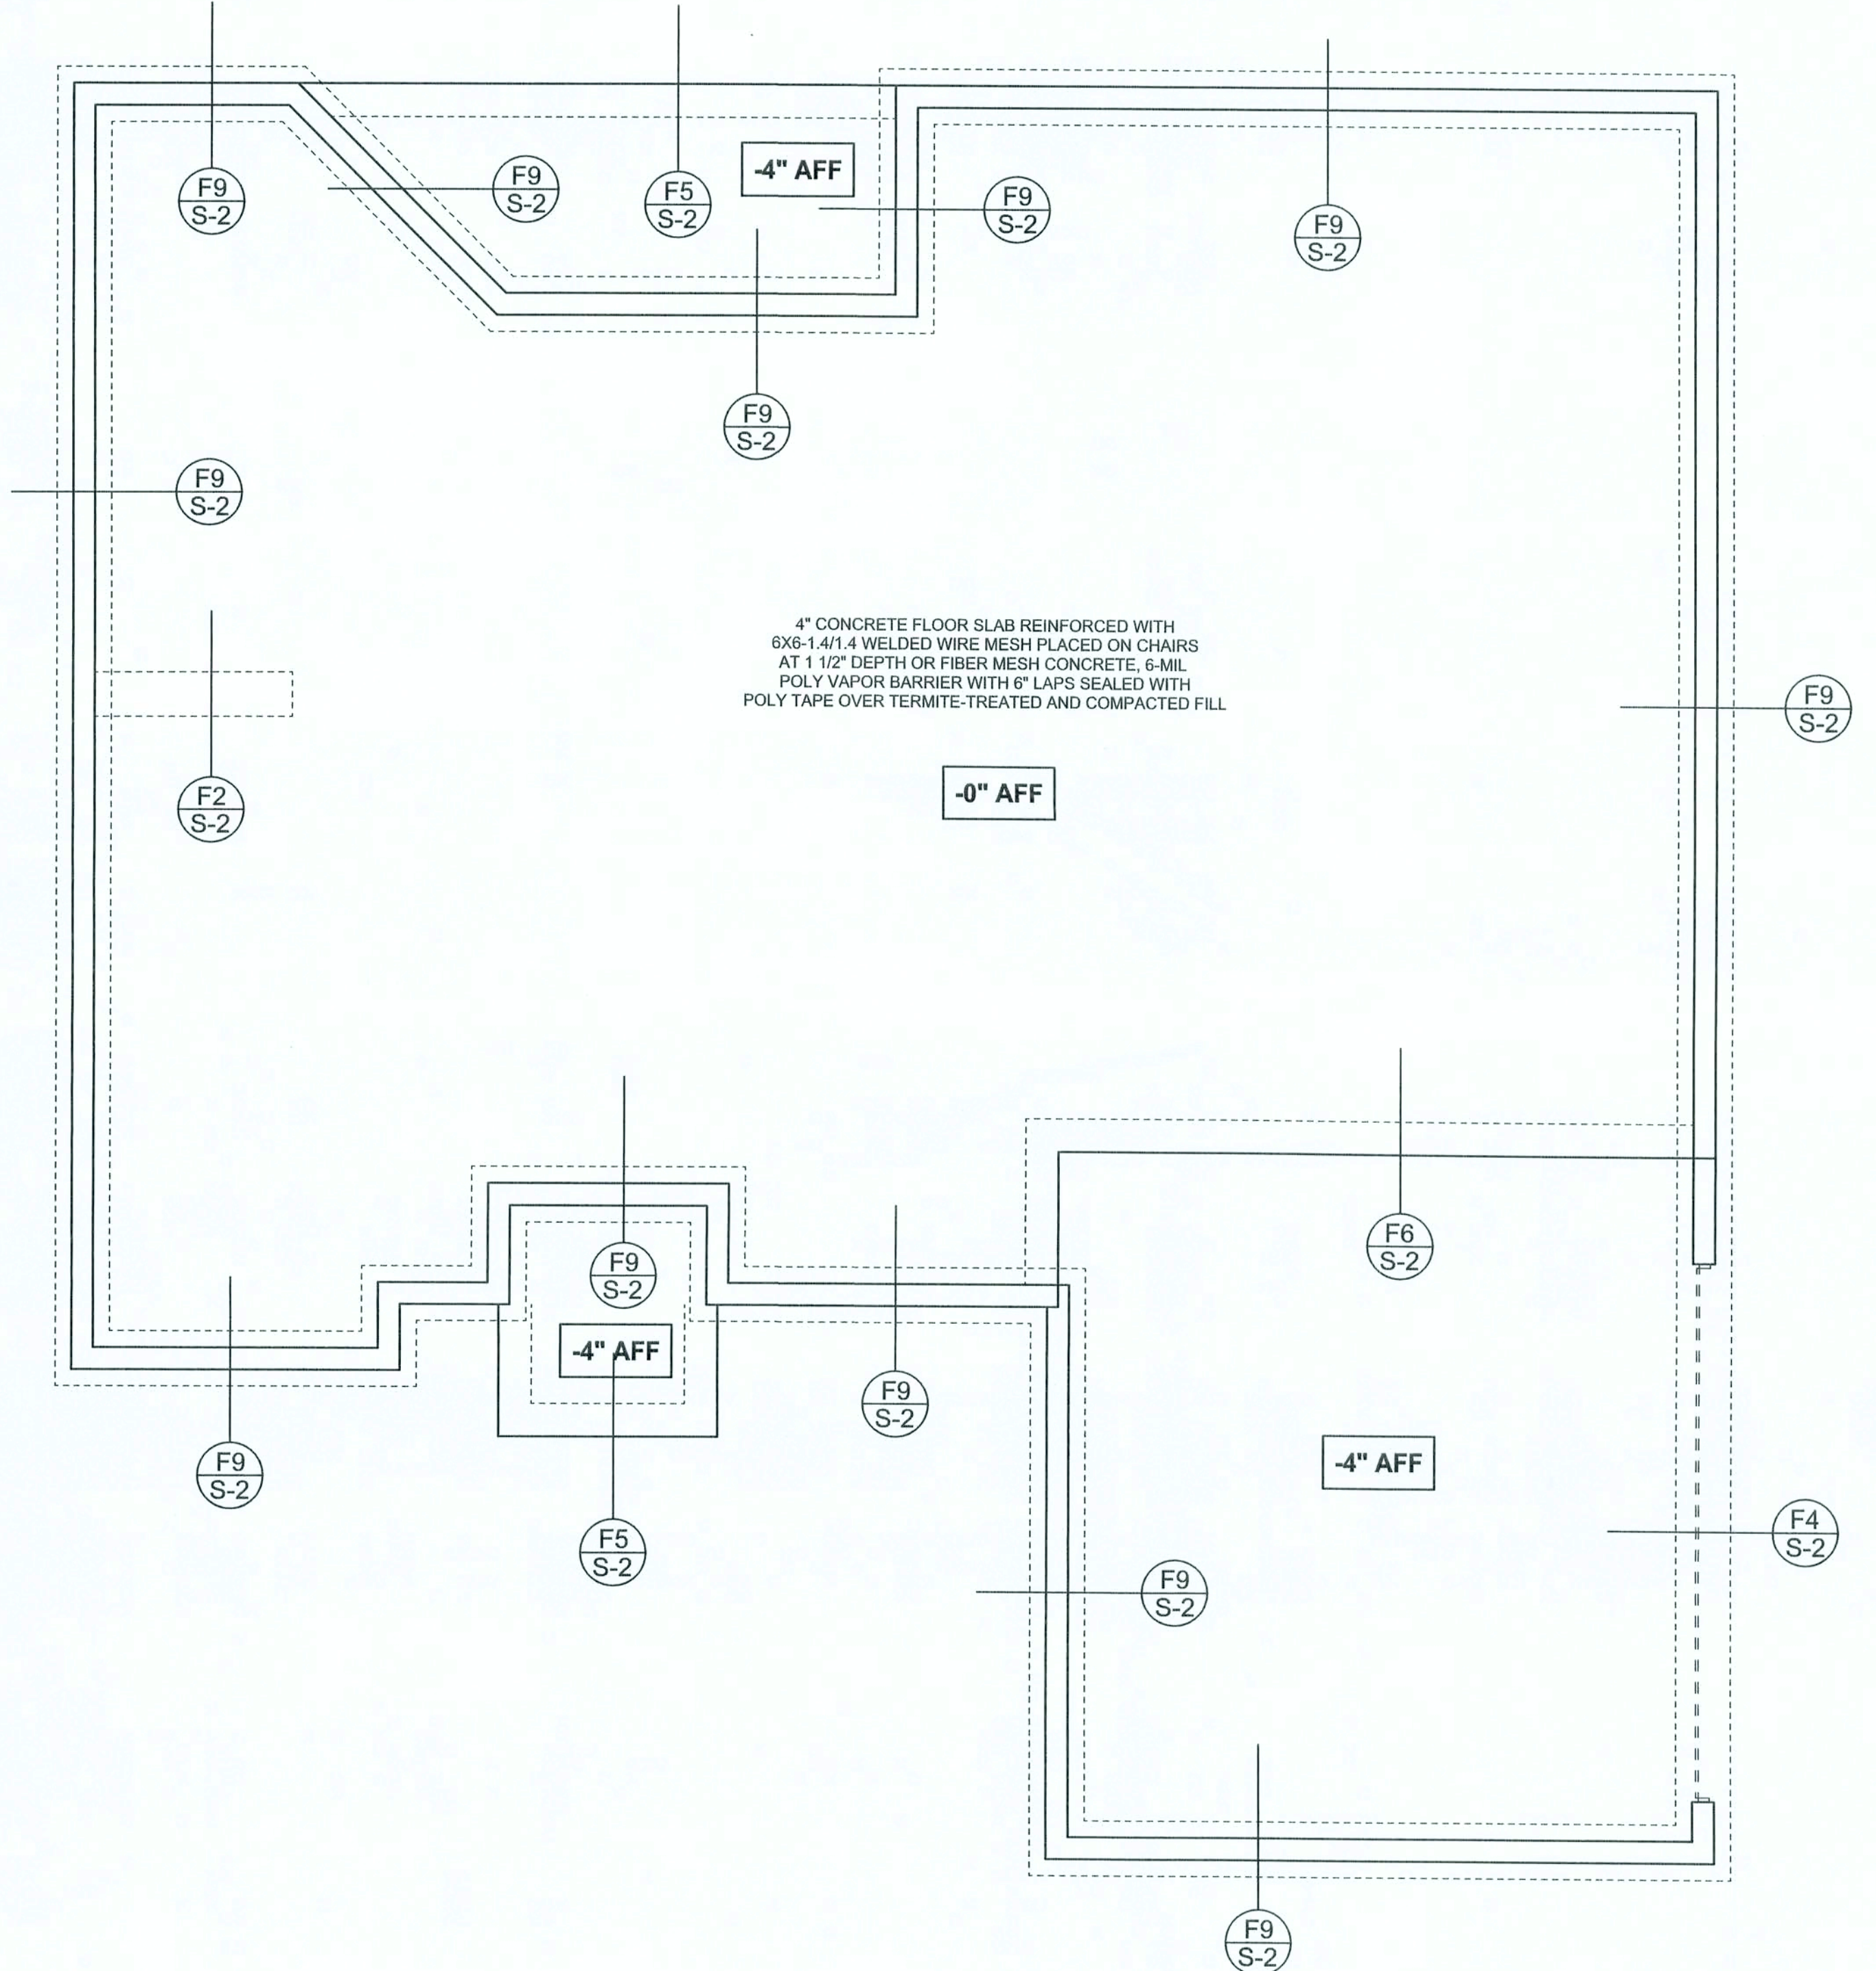 -4" AFF
F9
S-2
F9
S-2
F5
S-2
F9
S-2
F9
S-2
F9
S-2
F9
S-2
4" CONCRETE FLOOR SLAB REINFORCED WITH
6X6-1.4/1.4 WELDED WIRE MESH PLACED ON CHAIRS
AT 1 1/2" DEPTH OR FIBER MESH CONCRETE, 6-MIL
POLY VAPOR BARRIER WITH 6" LAPS SEALED WITH
POLY TAPE OVER TERMITE-TREATED AND COMPACTED FILL
F9
S-2
-0" AFF
F2
S-2
F6
S-2
F9
S-2
-4" AFF
F9
S-2
-4" AFF
F9
S-2
F4
S-2
F5
S-2
F9
S-2
F9
S-2